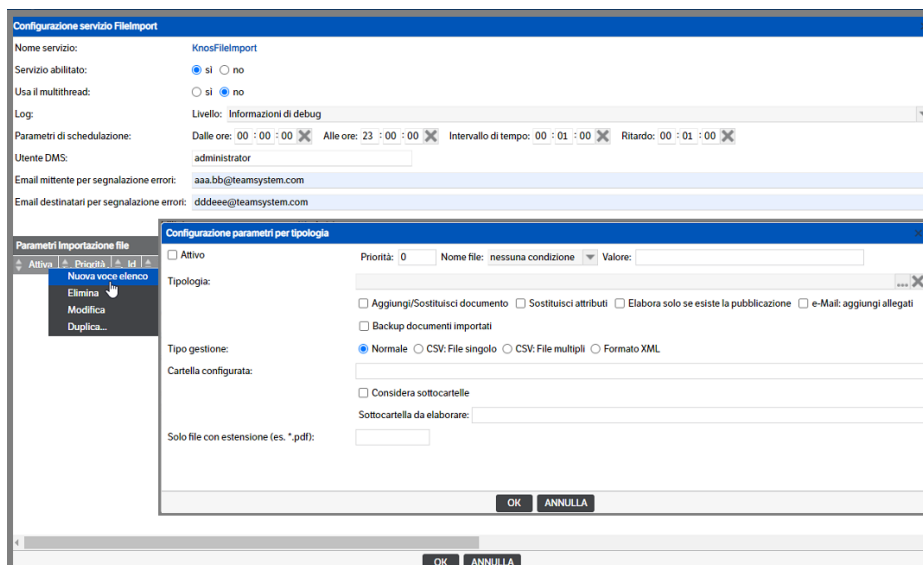 Configurazione servizio FileImport
Nome servizio: KnosFileImport
Servizio abilitato: sì no
Usa il multithread: sì no
Log: Livello: Informazioni di debug
Parametri di schedulazione: Dalle ore: 00 : 00 : 00 Alle ore: 23 : 00 : 00 Intervallo di tempo: 00 : 01 : 00 Ritardo: 00 : 01 : 00
Utente DMS: administrator
Email mittente per segnalazione errori: aaa.bb@teamsystem.com
Email destinatari per segnalazione errori: dddeee@teamsystem.com
Parametri Importazione file
Attiva Priorità Id
Nuova voce elenco
Elimina
Modifica
Duplica...
Configurazione parametri per tipologia
Attivo Priorità: 0 Nome file: nessuna condizione Valore:
Tipologia: ...
Aggiungi/Sostituisci documento Sostituisci attributi Elabora solo se esiste la pubblicazione e-Mail: aggiungi allegati
Backup documenti importati
Tipo gestione: Normale CSV: File singolo CSV: File multipli Formato XML
Cartella configurata:
Considera sottocartelle
Sottocartella da elaborare:
Solo file con estensione (es. *.pdf):
OK ANNULLA
OK ANNULLA